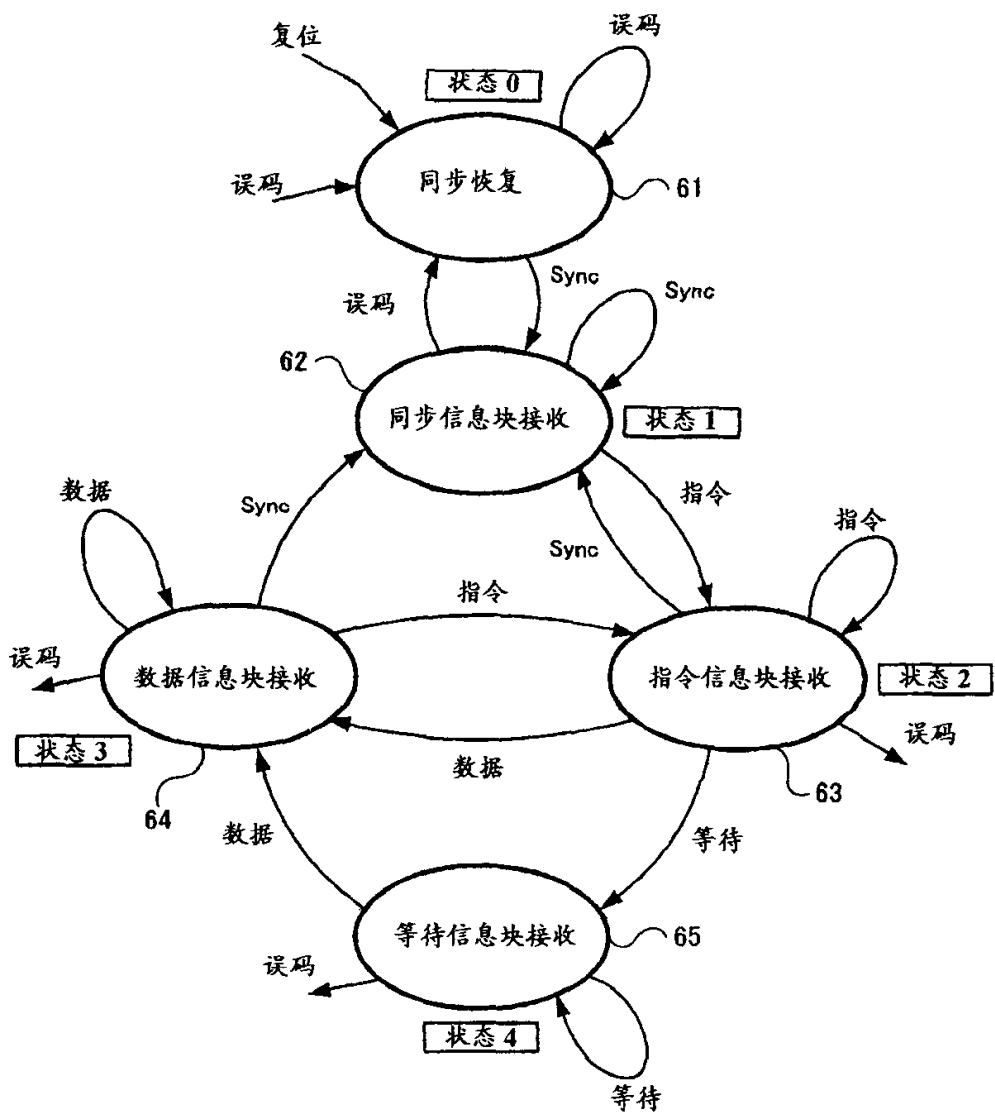 复位
误码
状态 0
同步恢复
误码
61
误码
Sync
Sync
62
同步信息块接收
状态 1
数据
Sync
Sync
指令
指令
指令
误码
数据信息块接收
指令信息块接收
状态 2
状态 3
数据
误码
64
63
数据
等待
等待信息块接收
65
误码
状态 4
等待